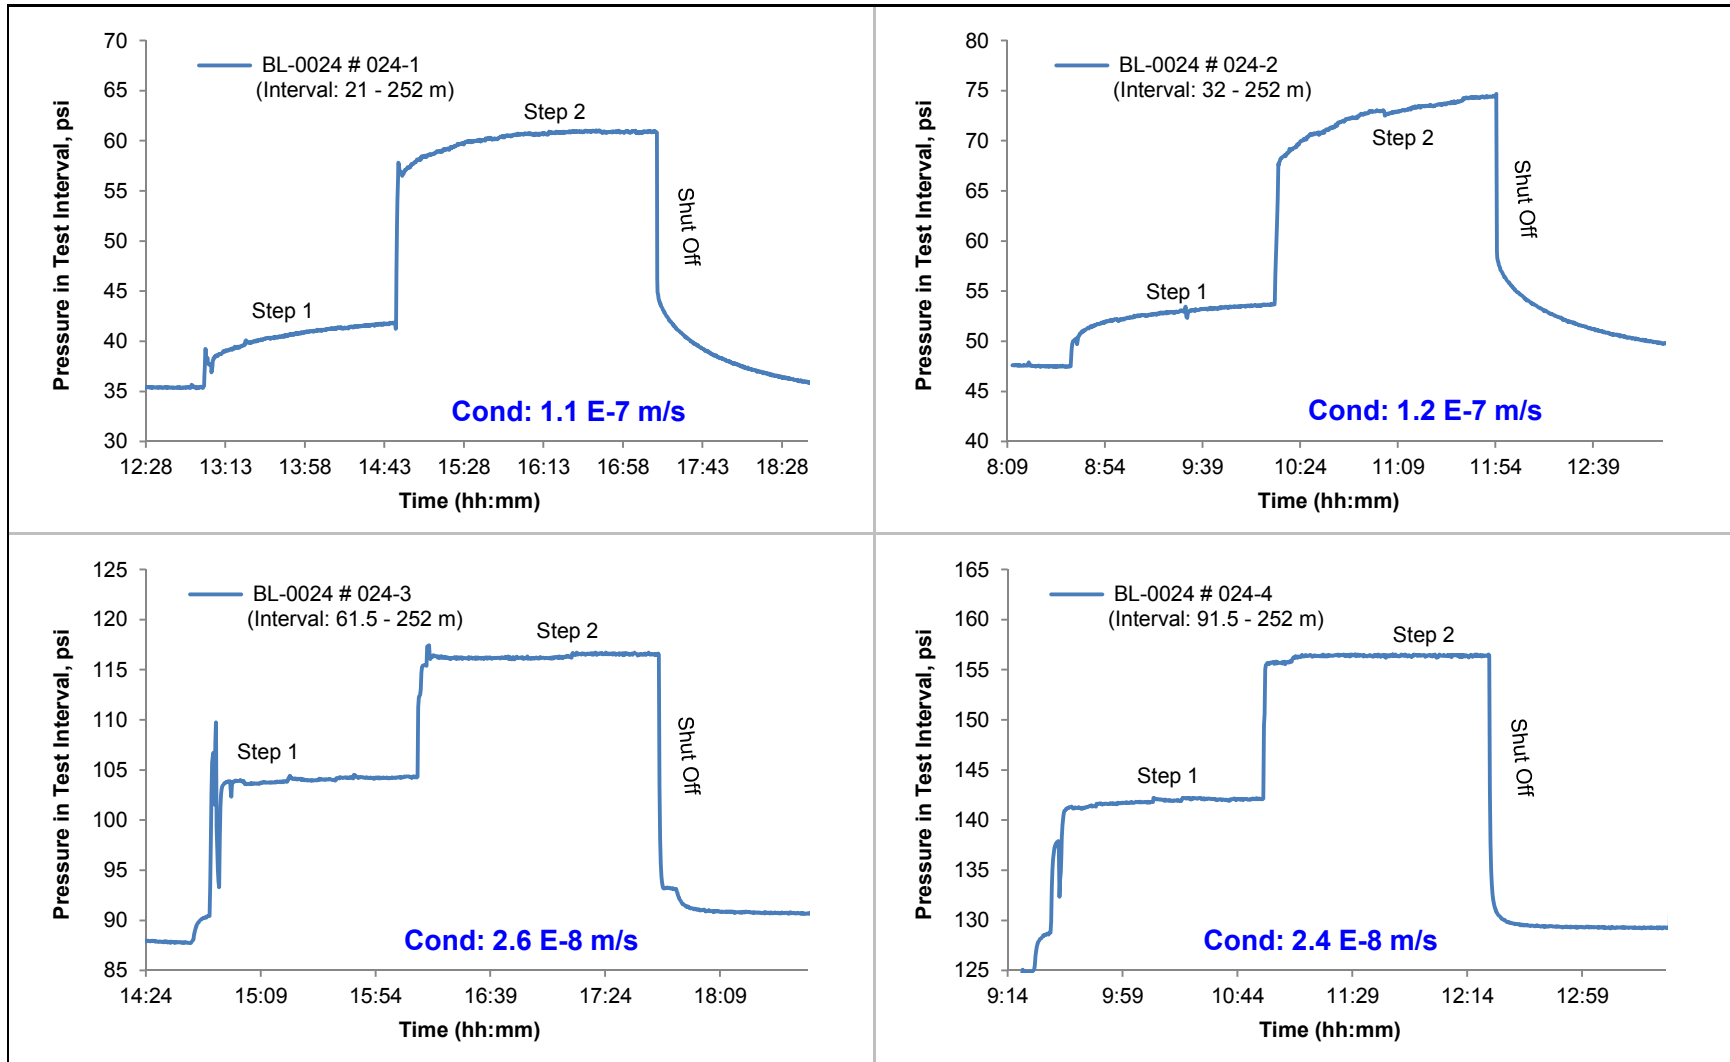 70
65
60
55
50
45
40
35
30
Pressure in Test Interval, psi
BL-0024 # 024-1
(Interval: 21 - 252 m)
Step 2
Step 1
Shut Off
Cond: 1.1 E-7 m/s
12:28 13:13 13:58 14:43 15:28 16:13 16:58 17:43 18:28
Time (hh:mm)
80
75
70
65
60
55
50
45
40
Pressure in Test Interval, psi
BL-0024 # 024-2
(Interval: 32 - 252 m)
Step 2
Step 1
Shut Off
Cond: 1.2 E-7 m/s
8:09 8:54 9:39 10:24 11:09 11:54 12:39
Time (hh:mm)
125
120
115
110
105
100
95
90
85
Pressure in Test Interval, psi
BL-0024 # 024-3
(Interval: 61.5 - 252 m)
Step 2
Step 1
Shut Off
Cond: 2.6 E-8 m/s
14:24 15:09 15:54 16:39 17:24 18:09
Time (hh:mm)
165
160
155
150
145
140
135
130
125
Pressure in Test Interval, psi
BL-0024 # 024-4
(Interval: 91.5 - 252 m)
Step 2
Step 1
Shut Off
Cond: 2.4 E-8 m/s
9:14 9:59 10:44 11:29 12:14 12:59
Time (hh:mm)